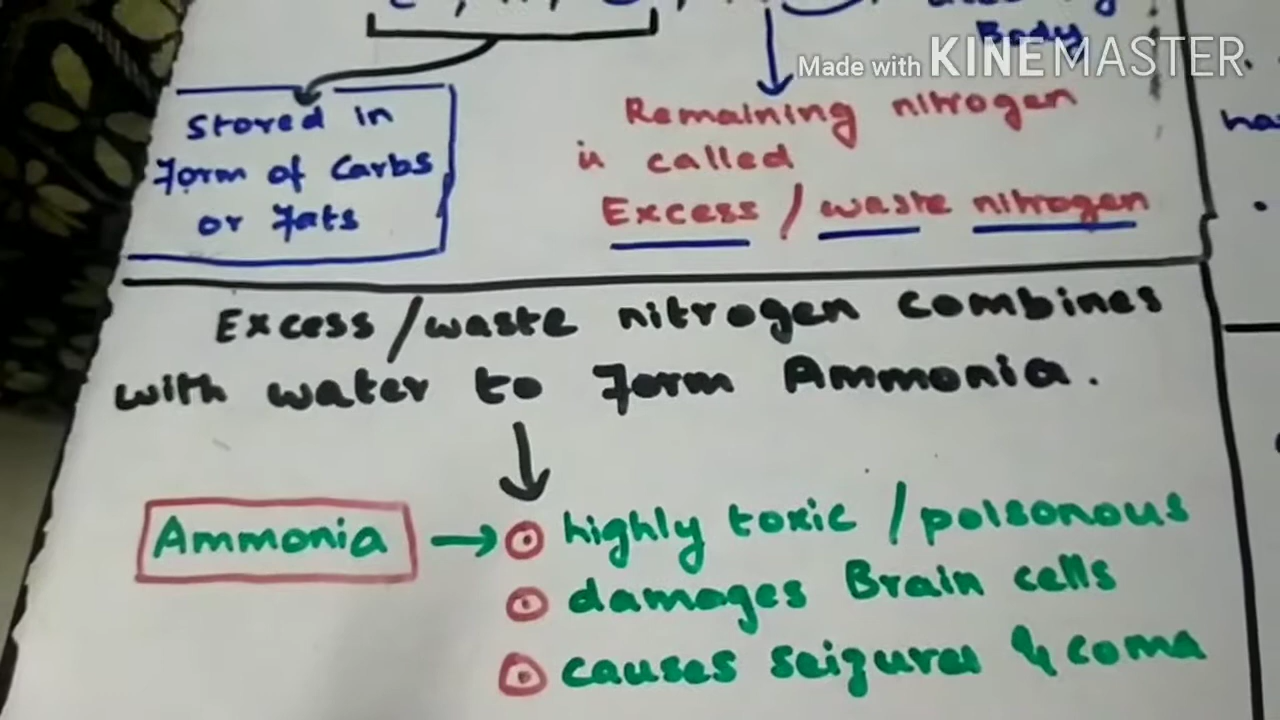 Body
Made with KINEMASTER
Stored in
form of Carbs
or fats
Remaining nitrogen
is called
Excess / waste nitrogen
Excess / waste nitrogen combines
with water to form Ammonia.
Ammonia → highly toxic / poisonous
damages Brain cells
causes seizures & coma